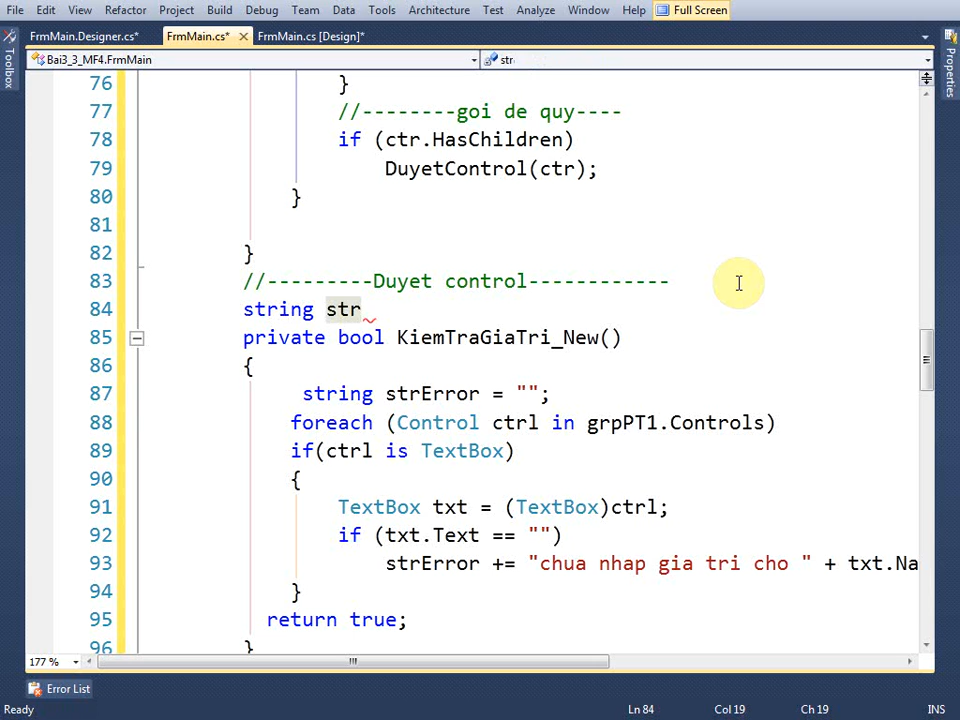 File Edit View Refactor Project Build Debug Team Data Tools Architecture Test Analyze Window Help Full Screen
FrmMain.Designer.cs* FrmMain.cs* FrmMain.cs [Design]*
Bai3_3_MF4.FrmMain str
Toolbox
Properties
76 }
77 //--------goi de quy----
78 if (ctr.HasChildren)
79 DuyetControl(ctr);
80 }
81
82 }
83 //---------Duyet control------------
84 string str
85 private bool KiemTraGiaTri_New()
86 {
87 string strError = "";
88 foreach (Control ctrl in grpPT1.Controls)
89 if(ctrl is TextBox)
90 {
91 TextBox txt = (TextBox)ctrl;
92 if (txt.Text == "")
93 strError += "chua nhap gia tri cho " + txt.Na
94 }
95 return true;
96 }
177 %
Error List
Ready Ln 84 Col 19 Ch 19 INS